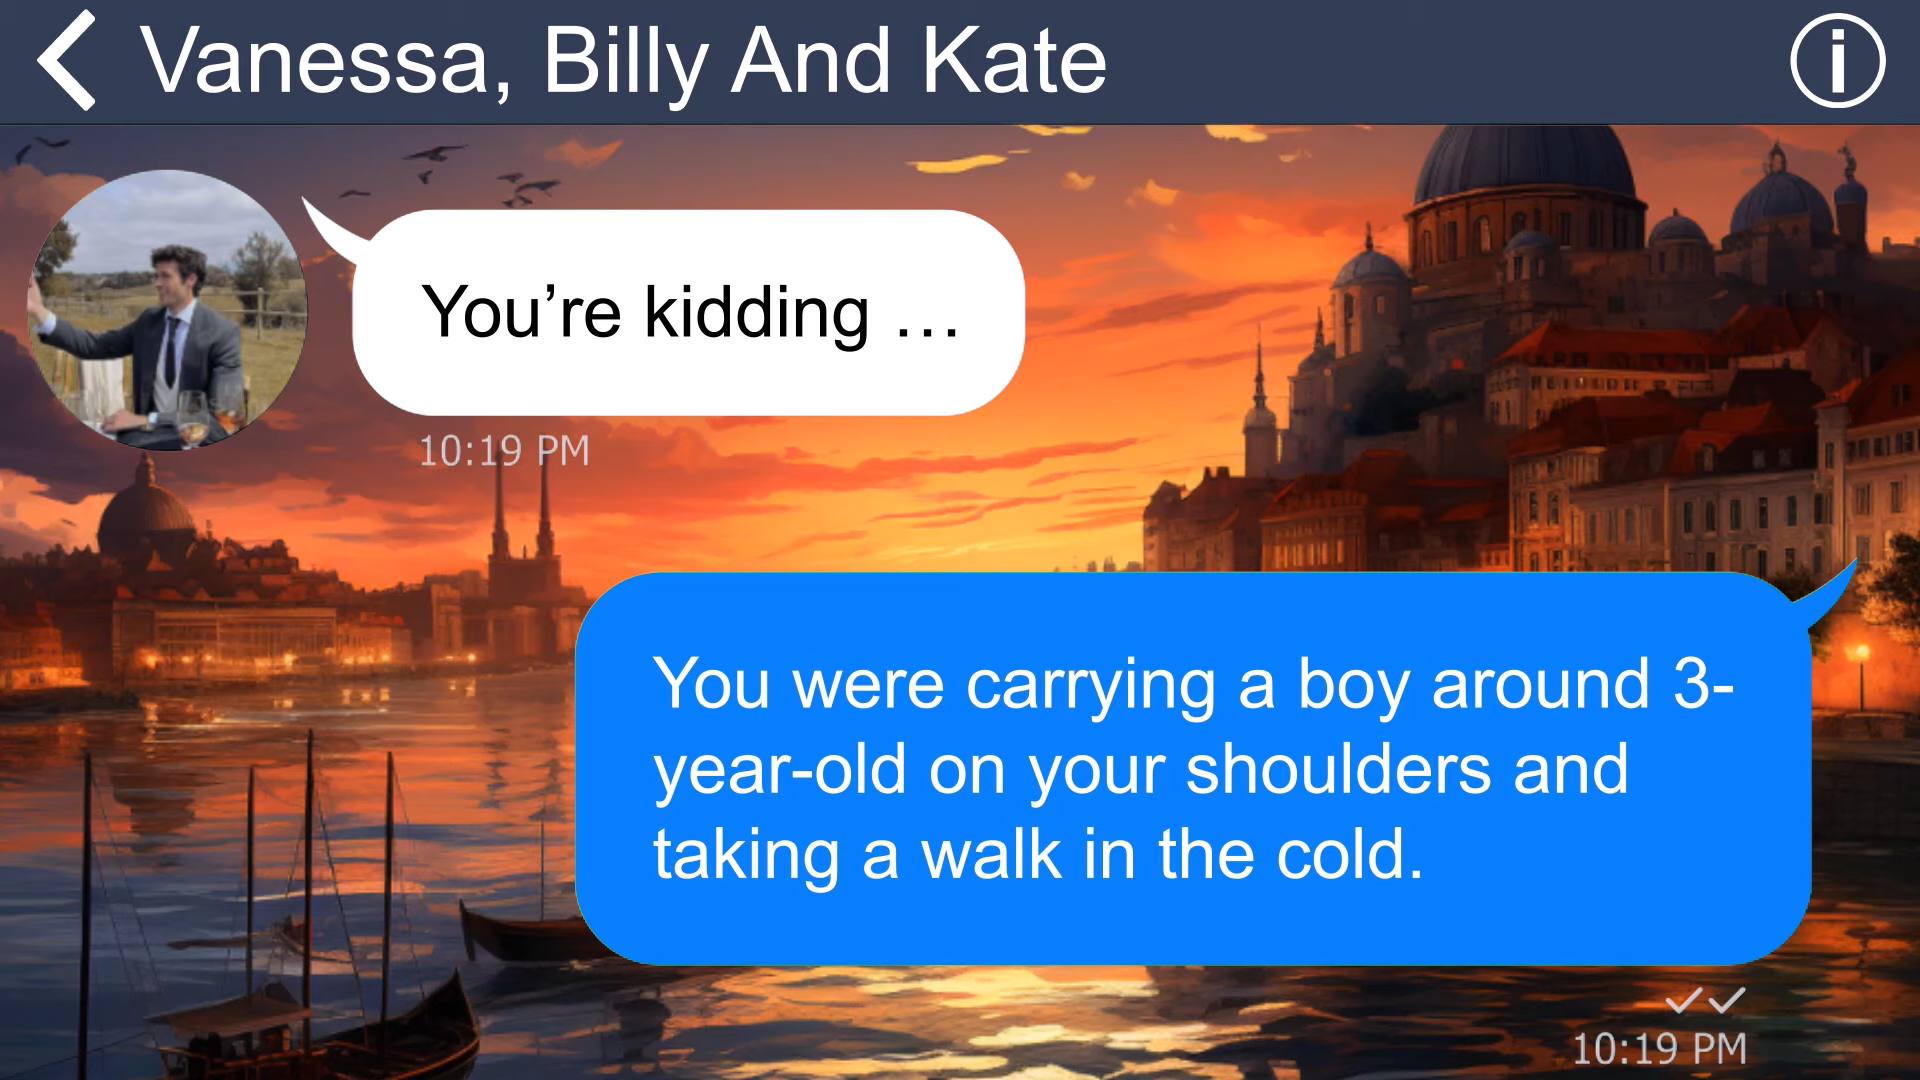 Vanessa, Billy And Kate
You’re kidding …
10:19 PM
You were carrying a boy around 3-
year-old on your shoulders and
taking a walk in the cold.
10:19 PM